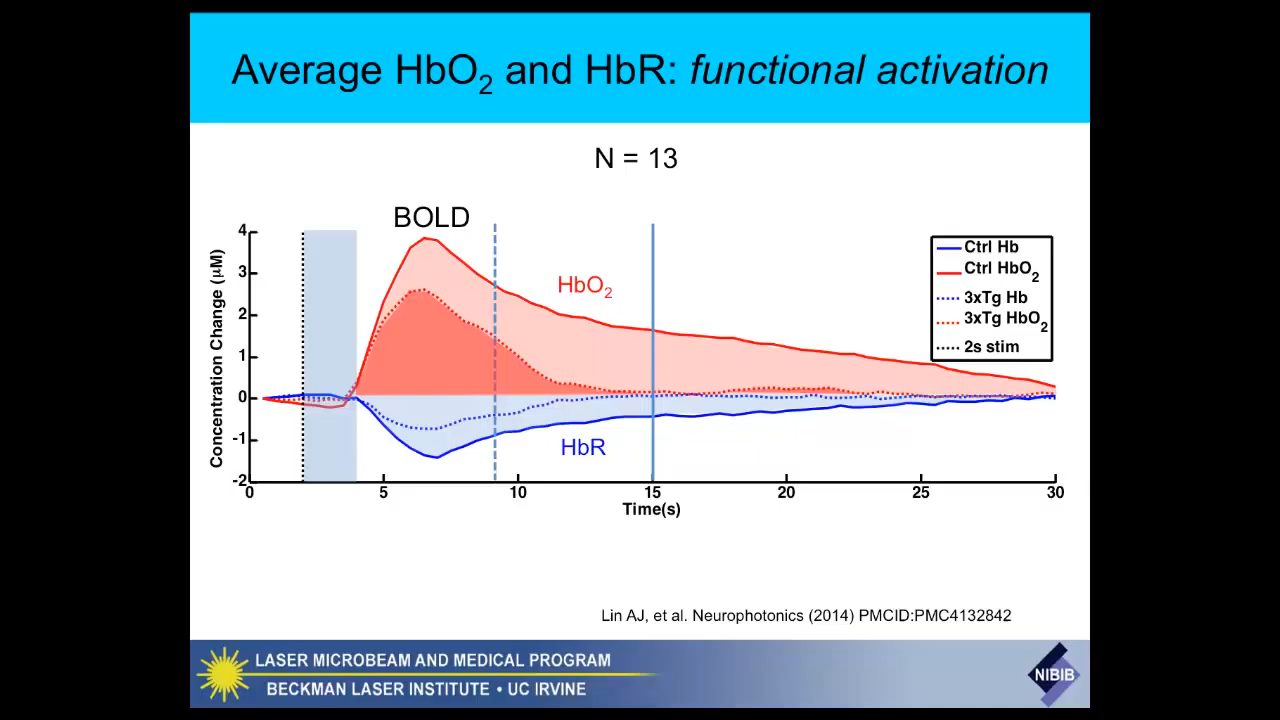 Average HbO2 and HbR: functional activation
N = 13
BOLD
HbO2
HbR
Concentration Change (μM)
4
3
2
1
0
-1
-2
0 5 10 15 20 25 30
Time(s)
Ctrl Hb
Ctrl HbO2
3xTg Hb
3xTg HbO2
2s stim
Lin AJ, et al. Neurophotonics (2014) PMCID:PMC4132842
LASER MICROBEAM AND MEDICAL PROGRAM
BECKMAN LASER INSTITUTE • UC IRVINE
NIBIB